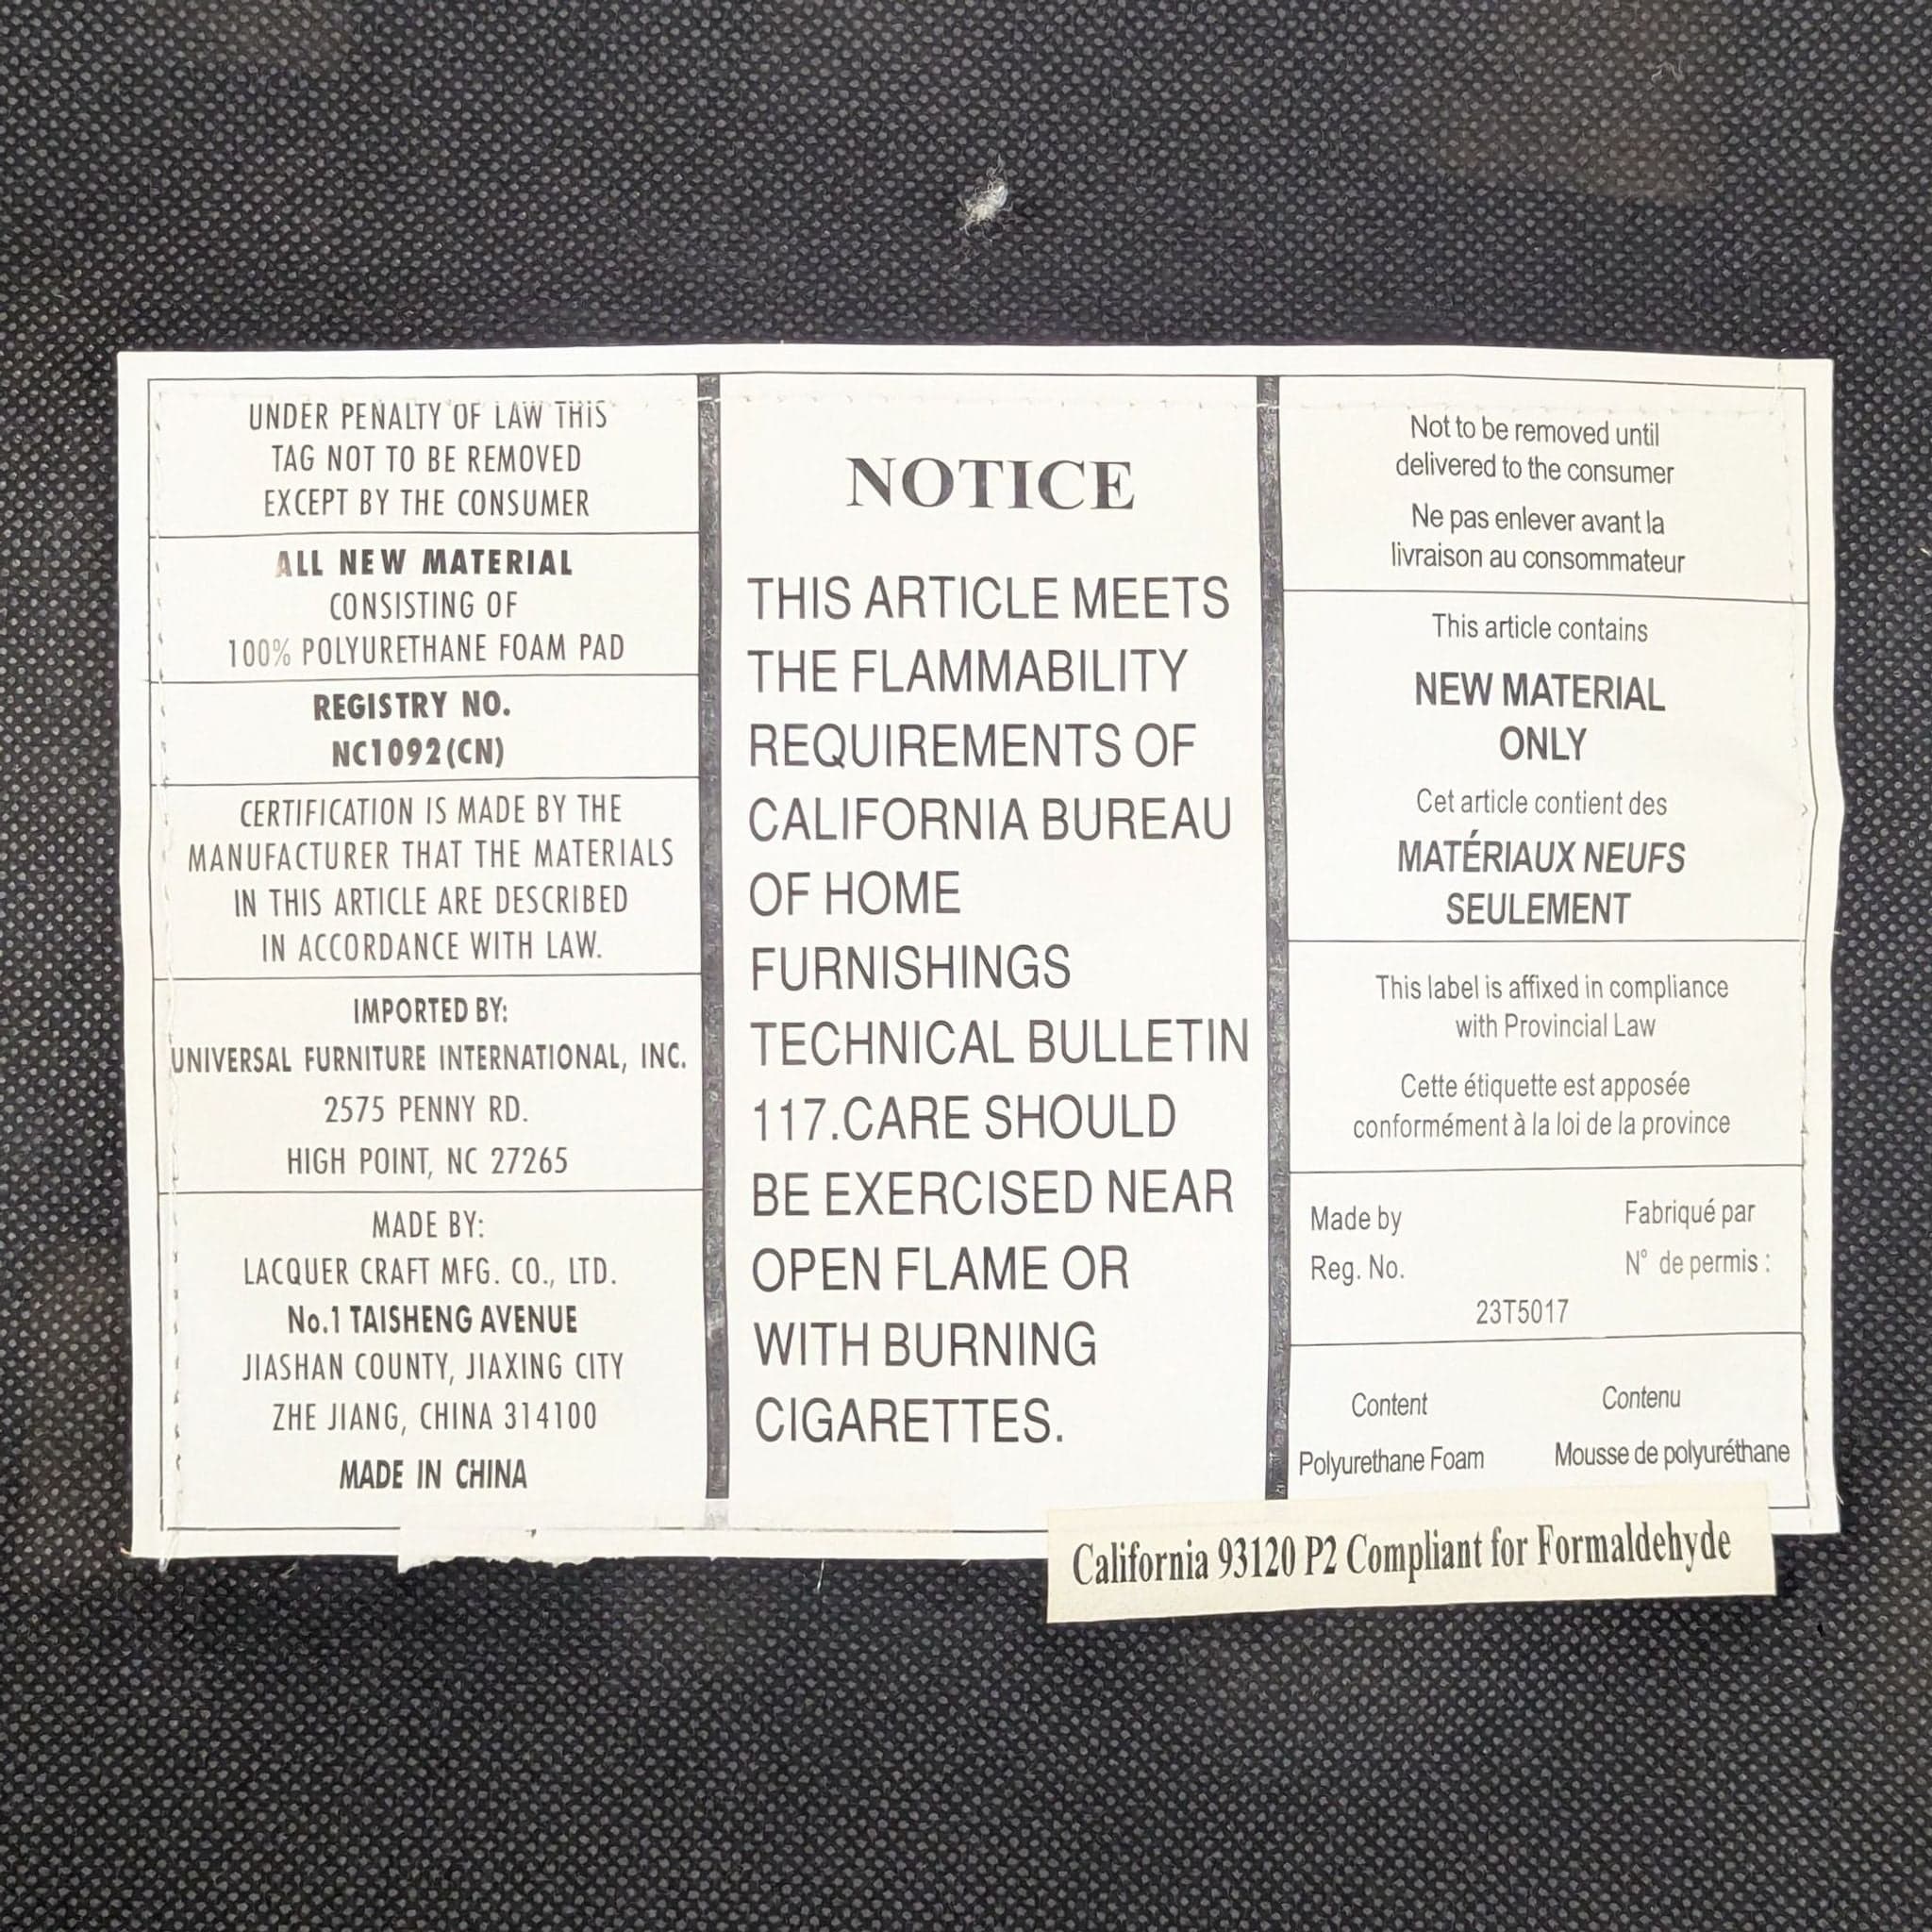 UNDER PENALTY OF LAW THIS
TAG NOT TO BE REMOVED
EXCEPT BY THE CONSUMER
ALL NEW MATERIAL
CONSISTING OF
100% POLYURETHANE FOAM PAD
REGISTRY NO.
NC1092(CN)
CERTIFICATION IS MADE BY THE
MANUFACTURER THAT THE MATERIALS
IN THIS ARTICLE ARE DESCRIBED
IN ACCORDANCE WITH LAW.
IMPORTED BY:
UNIVERSAL FURNITURE INTERNATIONAL, INC.
2575 PENNY RD.
HIGH POINT, NC 27265
MADE BY:
LACQUER CRAFT MFG. CO., LTD.
No.1 TAISHENG AVENUE
JIASHAN COUNTY, JIAXING CITY
ZHE JIANG, CHINA 314100
MADE IN CHINA
NOTICE
THIS ARTICLE MEETS
THE FLAMMABILITY
REQUIREMENTS OF
CALIFORNIA BUREAU
OF HOME
FURNISHINGS
TECHNICAL BULLETIN
117.CARE SHOULD
BE EXERCISED NEAR
OPEN FLAME OR
WITH BURNING
CIGARETTES.
Not to be removed until
delivered to the consumer
Ne pas enlever avant la
livraison au consommateur
This article contains
NEW MATERIAL
ONLY
Cet article contient des
MATÉRIAUX NEUFS
SEULEMENT
This label is affixed in compliance
with Provincial Law
Cette étiquette est apposée
conformément à la loi de la province
Made by Fabriqué par
Reg. No. N° de permis :
23T5017
Content Contenu
Polyurethane Foam Mousse de polyuréthane
California 93120 P2 Compliant for Formaldehyde